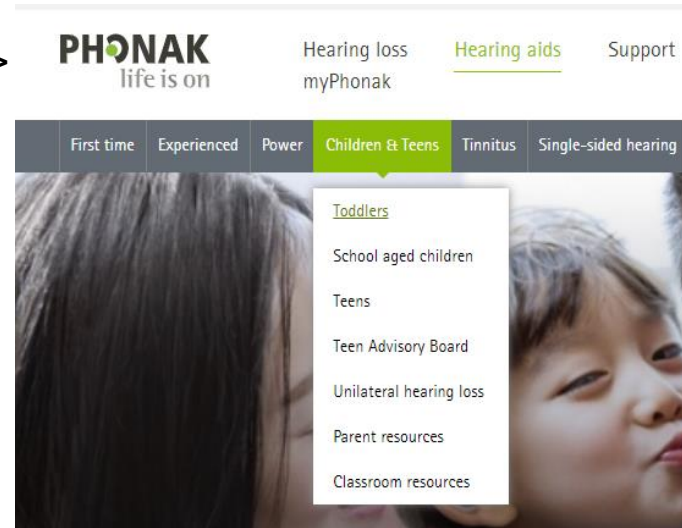 >
PHONAK
life is on
Hearing loss Hearing aids Support
myPhonak
First time Experienced Power Children & Teens Tinnitus Single-sided hearing
Toddlers
School aged children
Teens
Teen Advisory Board
Unilateral hearing loss
Parent resources
Classroom resources